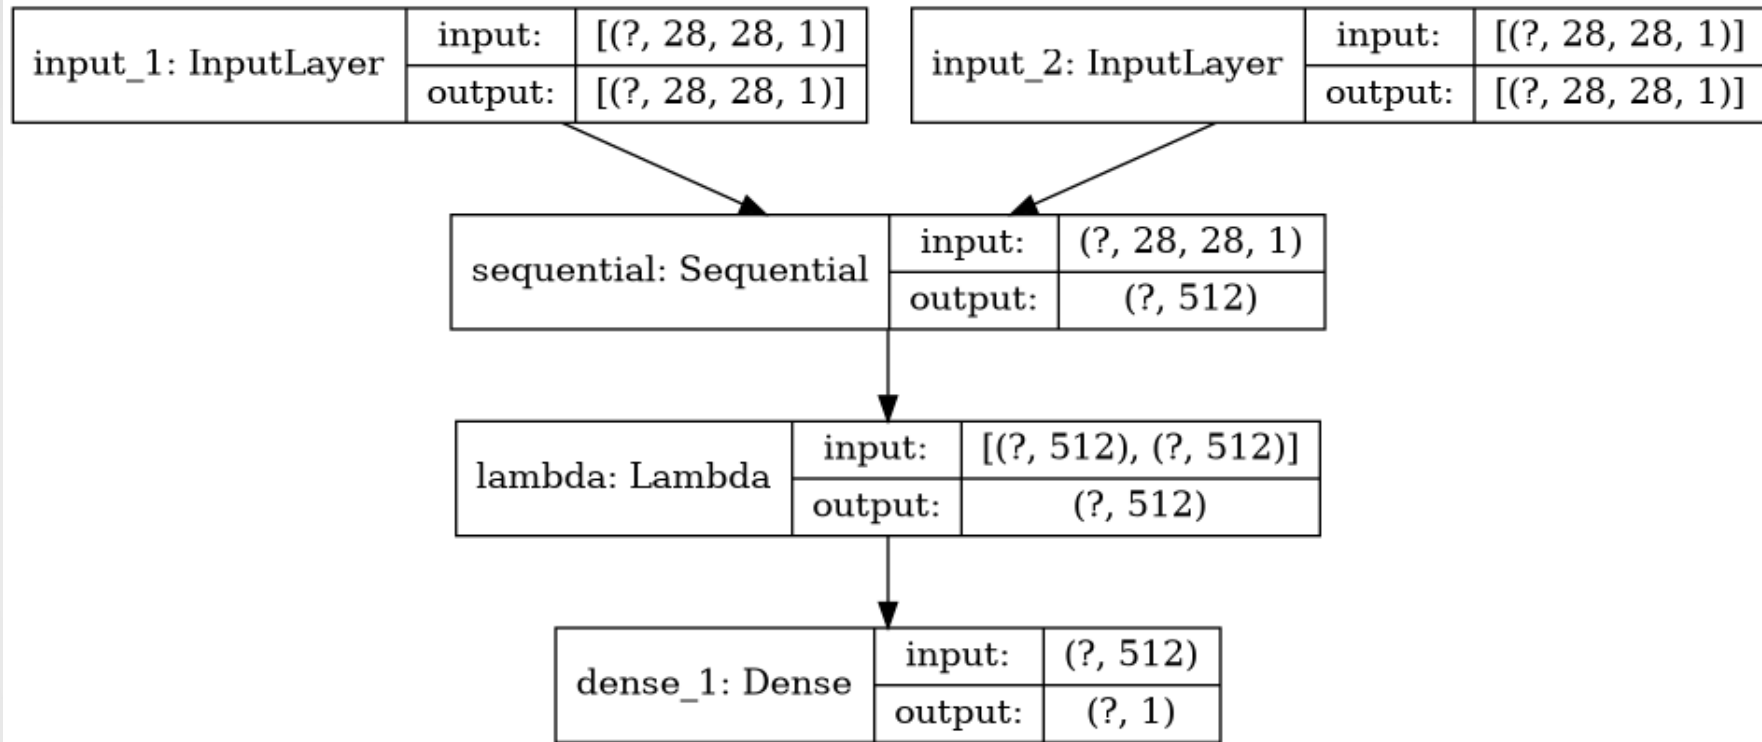 input_1: InputLayer
input: [(?, 28, 28, 1)]
output: [(?, 28, 28, 1)]
input_2: InputLayer
input: [(?, 28, 28, 1)]
output: [(?, 28, 28, 1)]
sequential: Sequential
input: (?, 28, 28, 1)
output: (?, 512)
lambda: Lambda
input: [(?, 512), (?, 512)]
output: (?, 512)
dense_1: Dense
input: (?, 512)
output: (?, 1)